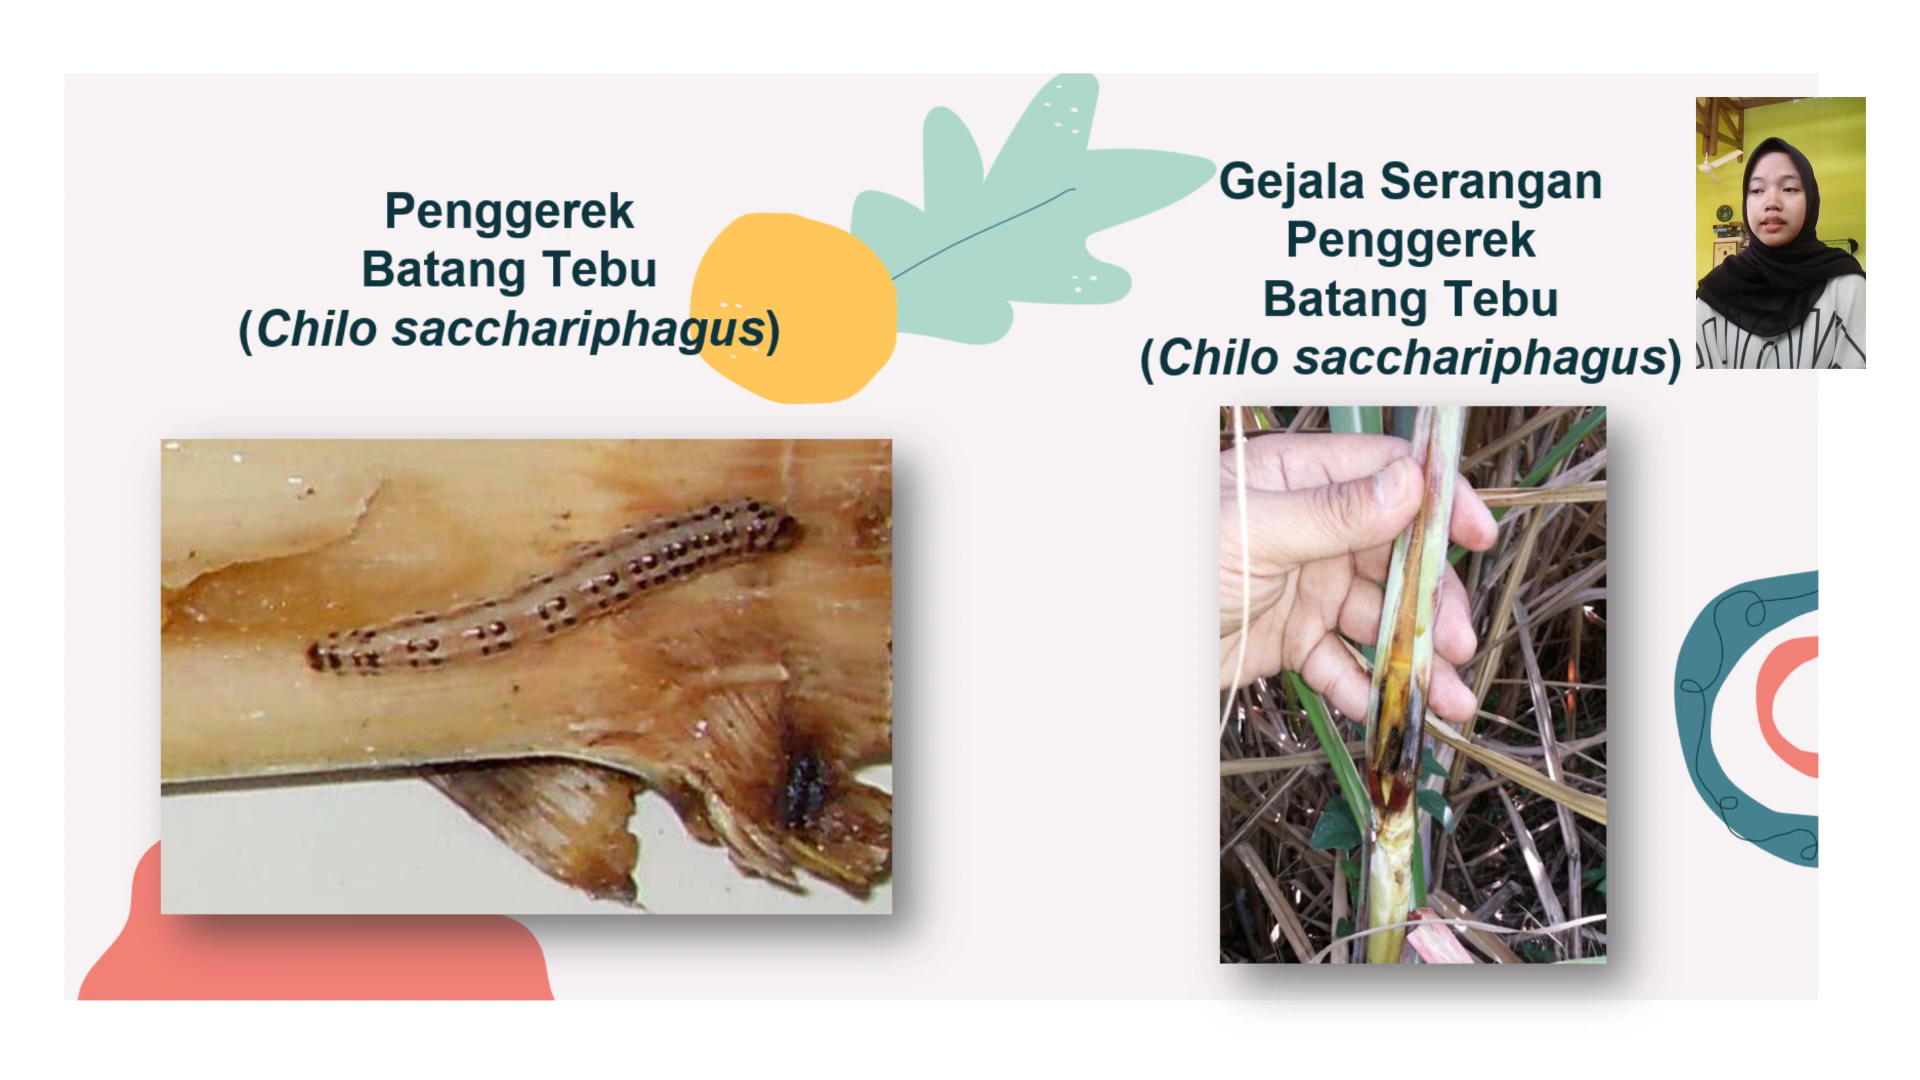 Penggerek
Batang Tebu
(Chilo sacchariphagus)
Gejala Serangan
Penggerek
Batang Tebu
(Chilo sacchariphagus)